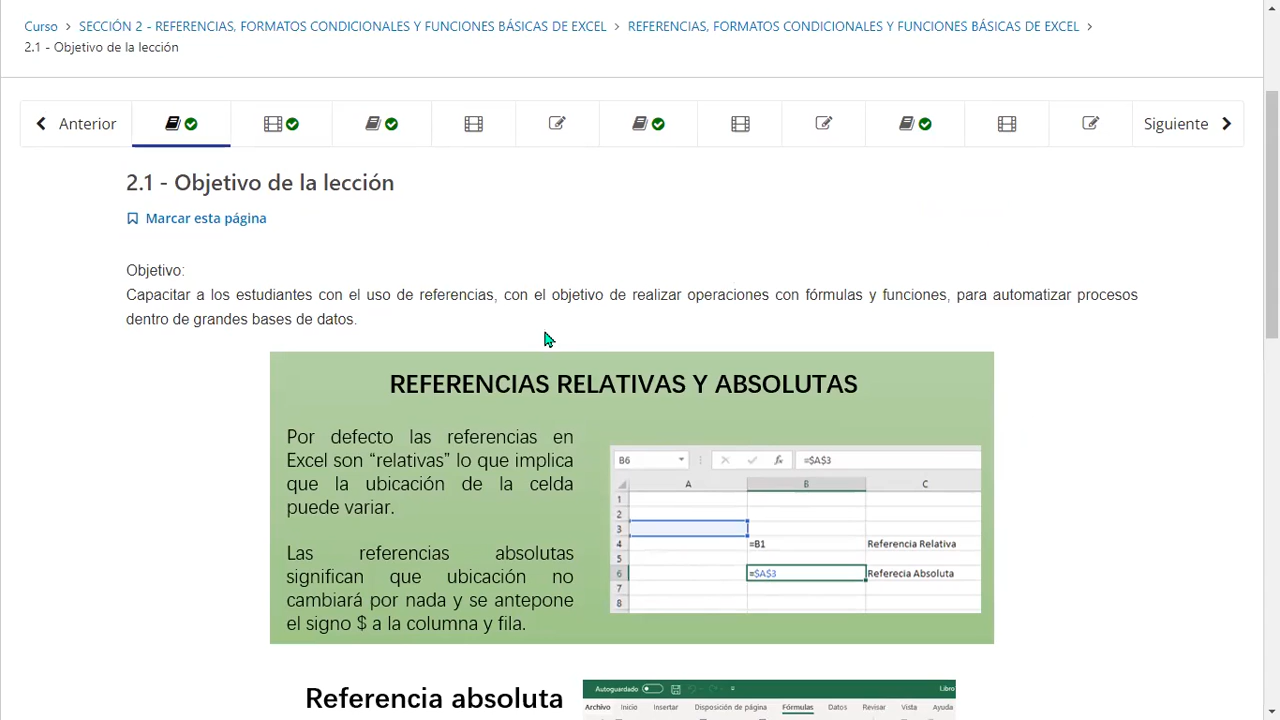 Curso > SECCIÓN 2 - REFERENCIAS, FORMATOS CONDICIONALES Y FUNCIONES BÁSICAS DE EXCEL > REFERENCIAS, FORMATOS CONDICIONALES Y FUNCIONES BÁSICAS DE EXCEL >
2.1 - Objetivo de la lección
Anterior
Siguiente
2.1 - Objetivo de la lección
Marcar esta página
Objetivo:
Capacitar a los estudiantes con el uso de referencias, con el objetivo de realizar operaciones con fórmulas y funciones, para automatizar procesos
dentro de grandes bases de datos.
REFERENCIAS RELATIVAS Y ABSOLUTAS
Por defecto las referencias en
Excel son “relativas” lo que implica
que la ubicación de la celda
puede variar.
Las referencias absolutas
significan que ubicación no
cambiará por nada y se antepone
el signo $ a la columna y fila.
B6 fx =$A$3
A B C
1
2
3
4 =B1 Referencia Relativa
5
6 =$A$3 Referecia Absoluta
7
8
Referencia absoluta
Autoguardado Libro
Archivo Inicio Insertar Disposición de página Fórmulas Datos Revisar Vista Ayuda